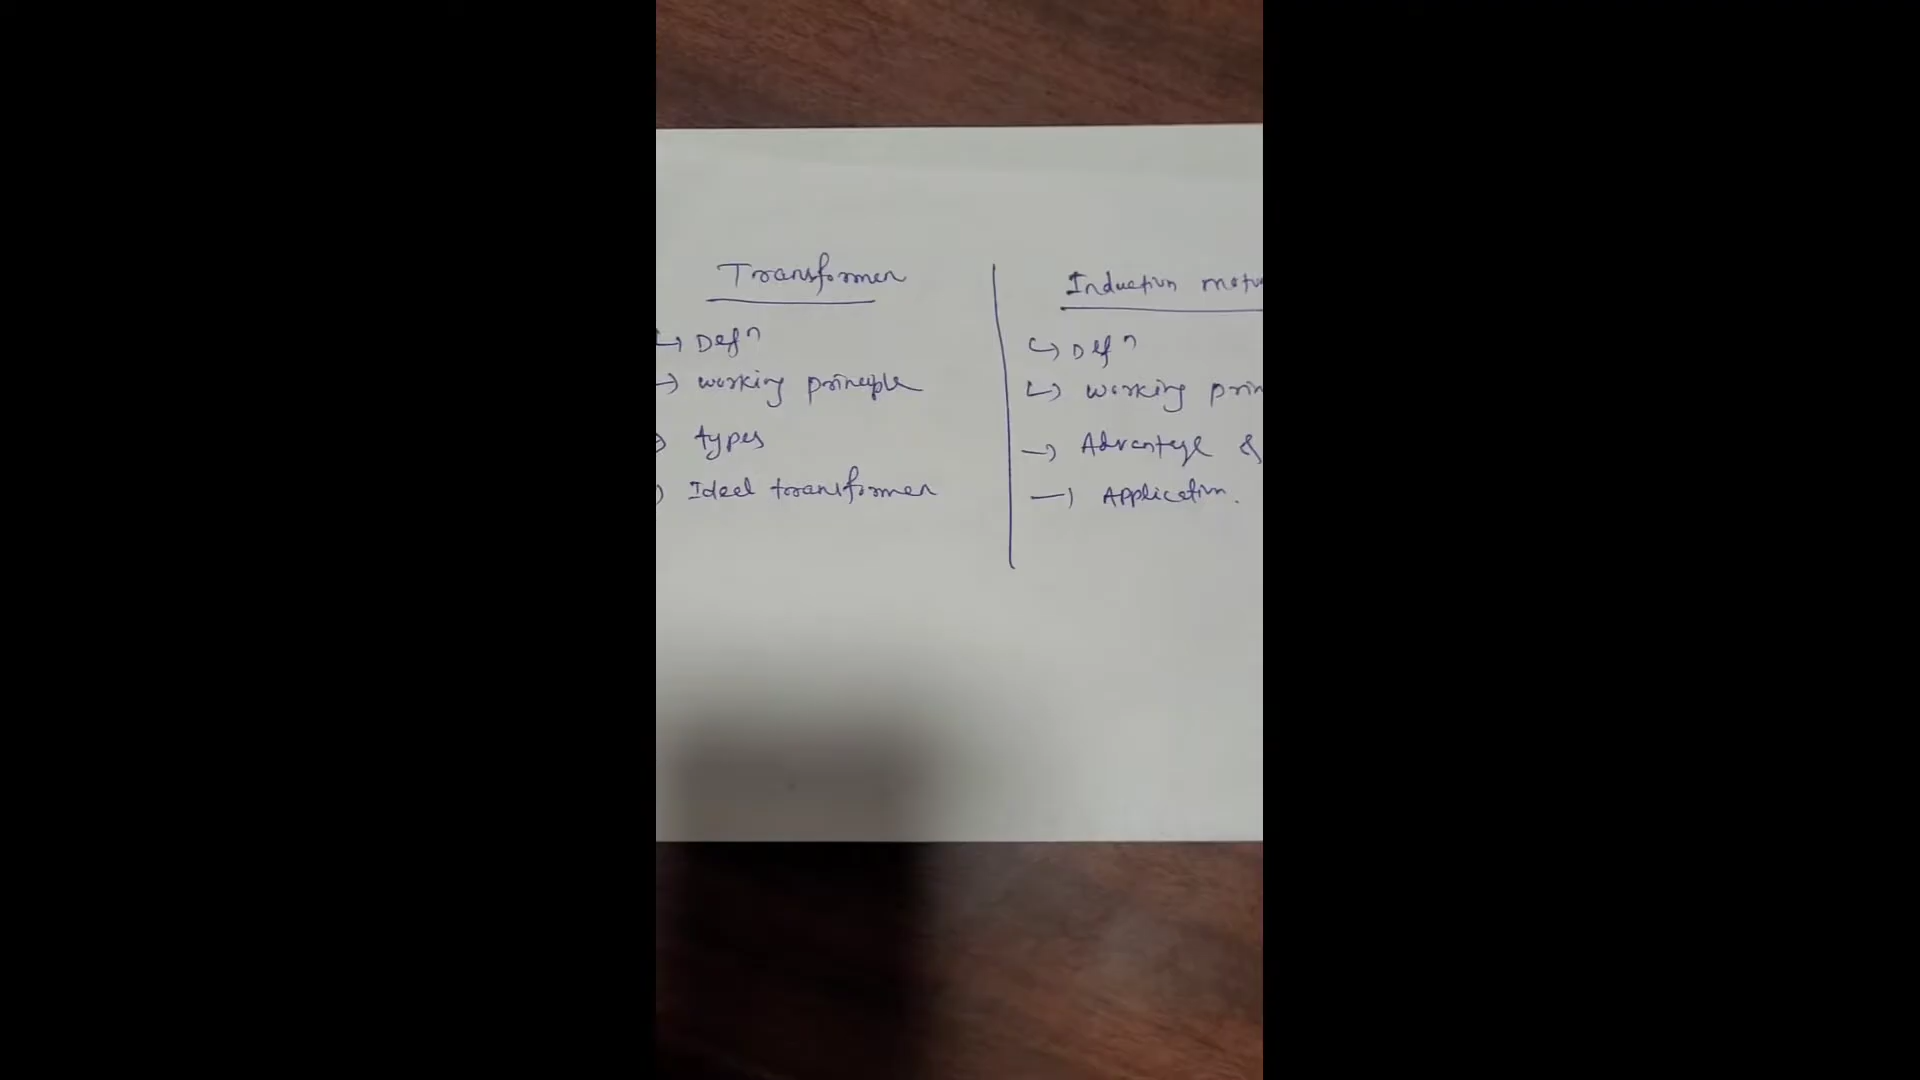 Transformer
↳ Defⁿ
→ working principle
→ types
→ Ideal transformer
Induction
↳ Defⁿ
↳ working
→ Advantage &
→ Application.